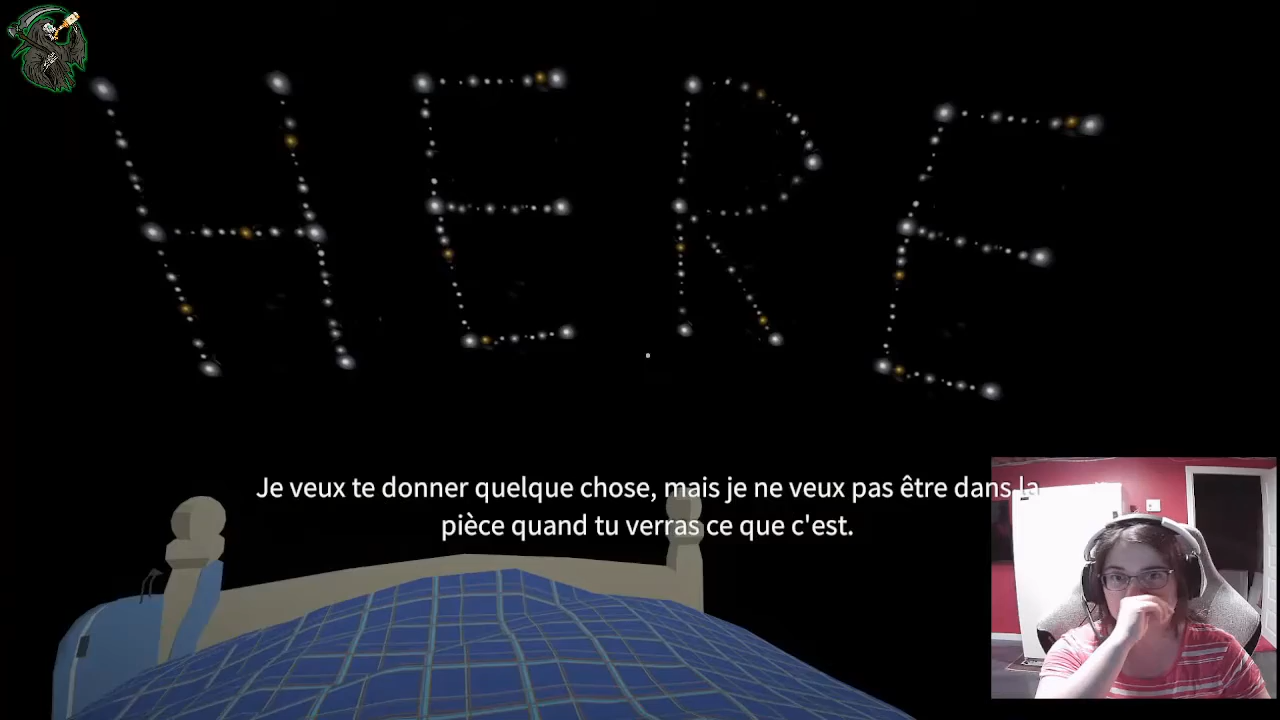 HERE
Je veux te donner quelque chose, mais je ne veux pas être dans la
pièce quand tu verras ce que c'est.